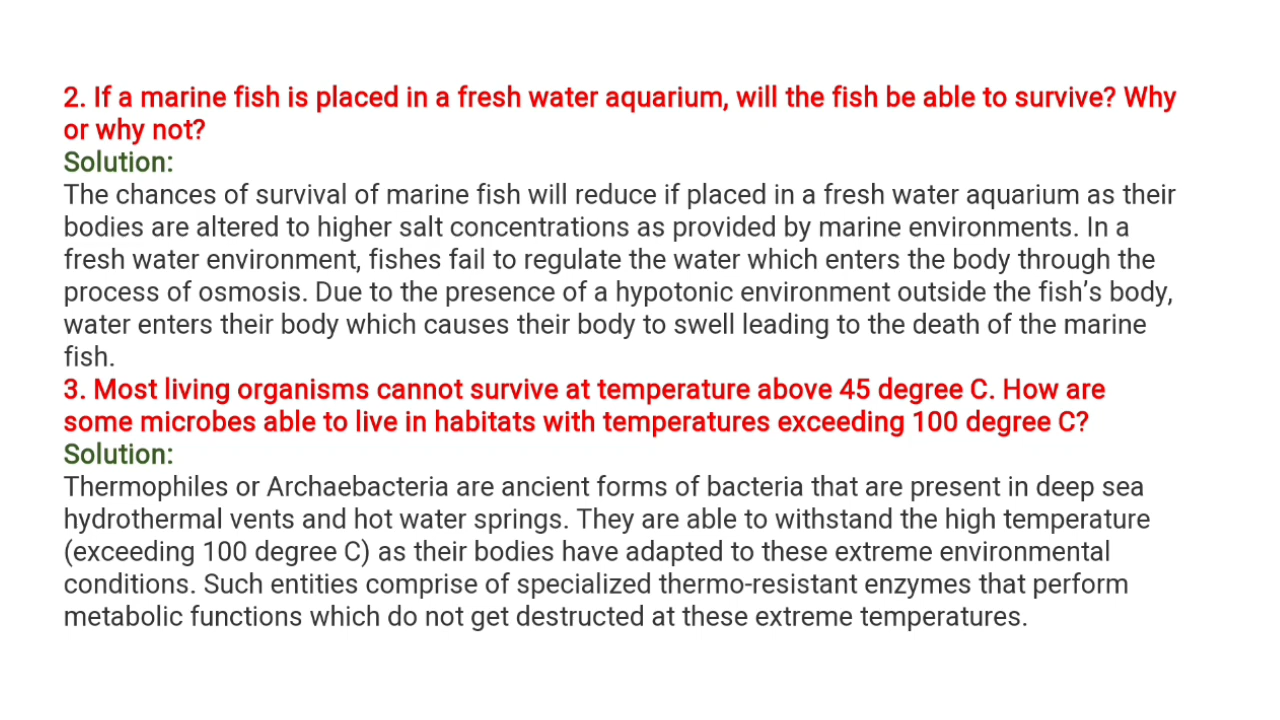 2. If a marine fish is placed in a fresh water aquarium, will the fish be able to survive? Why
or why not?
Solution:
The chances of survival of marine fish will reduce if placed in a fresh water aquarium as their
bodies are altered to higher salt concentrations as provided by marine environments. In a
fresh water environment, fishes fail to regulate the water which enters the body through the
process of osmosis. Due to the presence of a hypotonic environment outside the fish’s body,
water enters their body which causes their body to swell leading to the death of the marine
fish.
3. Most living organisms cannot survive at temperature above 45 degree C. How are
some microbes able to live in habitats with temperatures exceeding 100 degree C?
Solution:
Thermophiles or Archaebacteria are ancient forms of bacteria that are present in deep sea
hydrothermal vents and hot water springs. They are able to withstand the high temperature
(exceeding 100 degree C) as their bodies have adapted to these extreme environmental
conditions. Such entities comprise of specialized thermo-resistant enzymes that perform
metabolic functions which do not get destructed at these extreme temperatures.